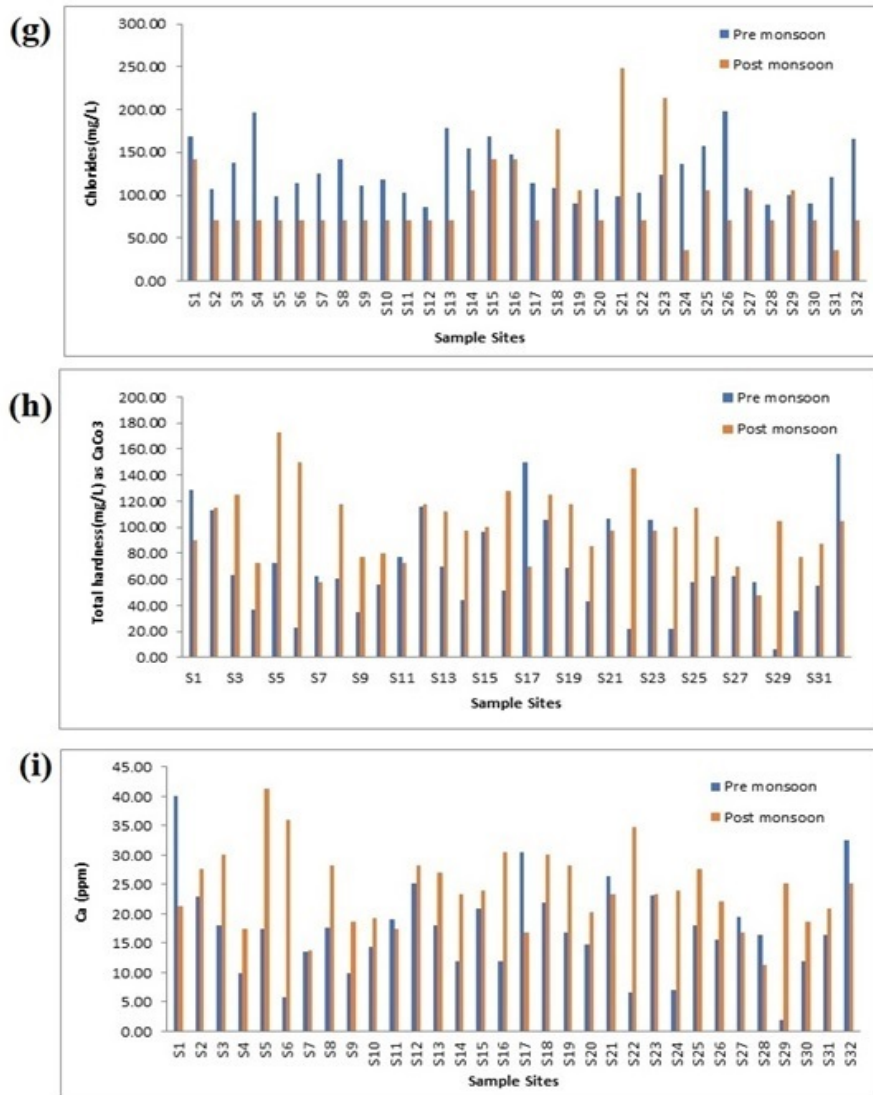 (g)
300.00
250.00
200.00
150.00
100.00
50.00
0.00
Chlorides(mg/L)
Pre monsoon
Post monsoon
S1 S2 S3 S4 S5 S6 S7 S8 S9 S10 S11 S12 S13 S14 S15 S16 S17 S18 S19 S20 S21 S22 S23 S24 S25 S26 S27 S28 S29 S30 S31 S32
Sample Sites
(h)
200.00
180.00
160.00
140.00
120.00
100.00
80.00
60.00
40.00
20.00
0.00
Total hardness(mg/L) as CaCo3
Pre monsoon
Post monsoon
S1 S3 S5 S7 S9 S11 S13 S15 S17 S19 S21 S23 S25 S27 S29 S31
Sample Sites
(i)
45.00
40.00
35.00
30.00
25.00
20.00
15.00
10.00
5.00
0.00
Ca (ppm)
Pre monsoon
Post monsoon
S1 S2 S3 S4 S5 S6 S7 S8 S9 S10 S11 S12 S13 S14 S15 S16 S17 S18 S19 S20 S21 S22 S23 S24 S25 S26 S27 S28 S29 S30 S31 S32
Sample Sites